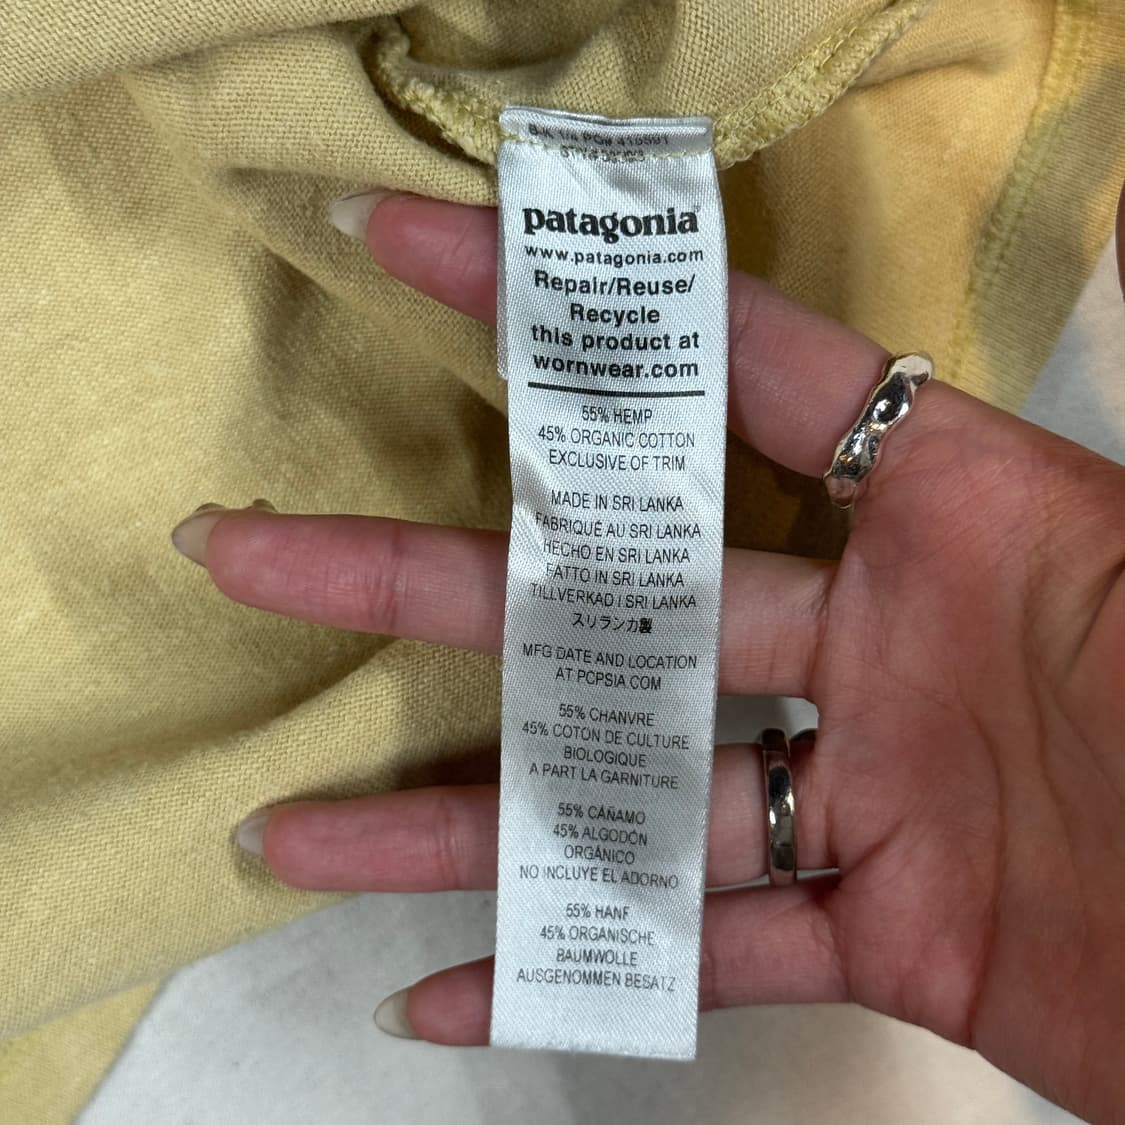 patagonia
www.patagonia.com
Repair/Reuse/
Recycle
this product at
wornwear.com
55% HEMP
45% ORGANIC COTTON
EXCLUSIVE OF TRIM
MADE IN SRI LANKA
FABRIQUÉ AU SRI LANKA
HECHO EN SRI LANKA
FATTO IN SRI LANKA
TILLVERKAD I SRI LANKA
スリランカ製
MFG DATE AND LOCATION
AT PCPSIA.COM
55% CHANVRE
45% COTON DE CULTURE
BIOLOGIQUE
A PART LA GARNITURE
55% CÁÑAMO
45% ALGODÓN
ORGÁNICO
NO INCLUYE EL ADORNO
55% HANF
45% ORGANISCHE
BAUMWOLLE
AUSGENOMMEN BESATZ